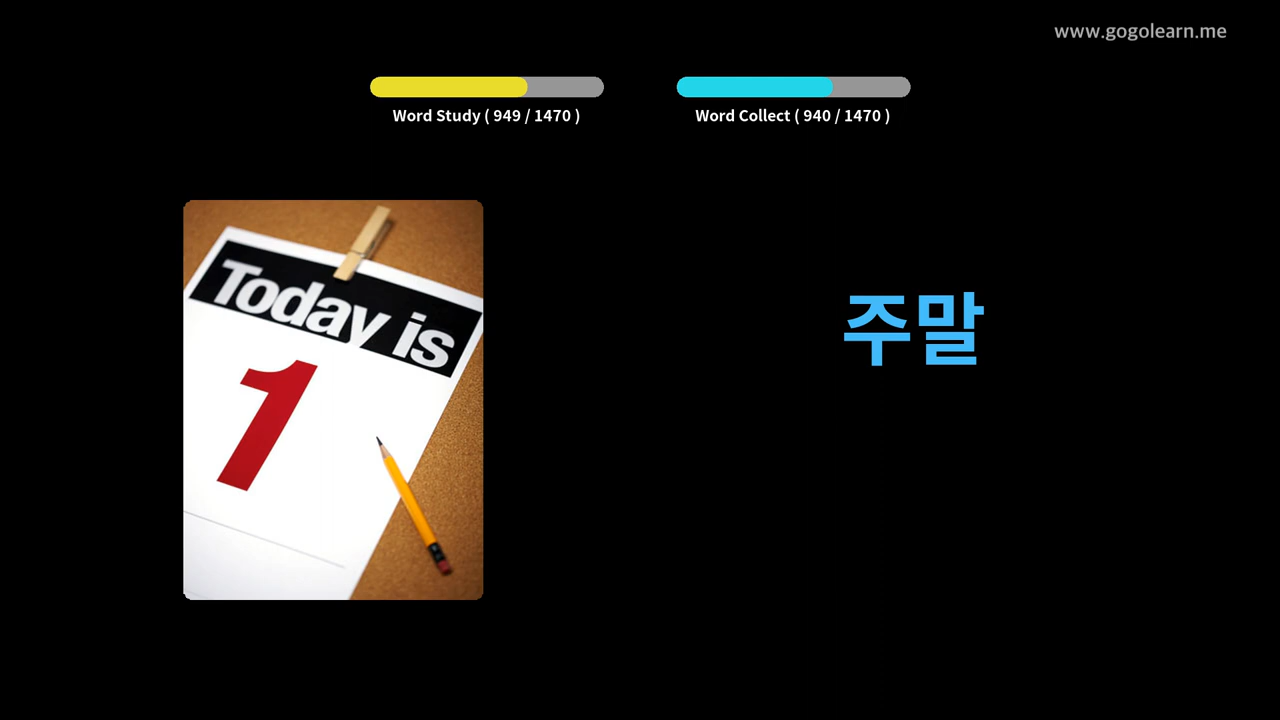 www.gogolearn.me
Word Study ( 949 / 1470 )
Word Collect ( 940 / 1470 )
Today is
1
주말